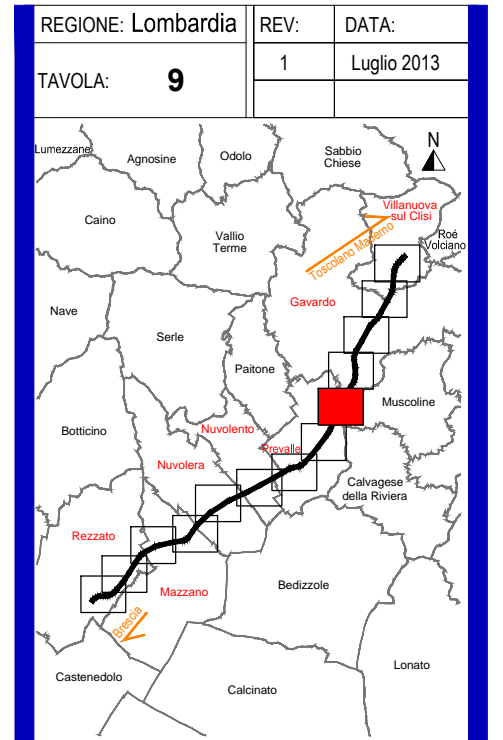 REGIONE: Lombardia
REV:
DATA:
TAVOLA: 9
1
Luglio 2013
Lumezzane
Agnosine
Odolo
Sabbio
Chiese
N
Caino
Vallio
Terme
Villanuova
sul Clisi
Roé
Volciano
Toscolano Maderno
Gavardo
Nave
Serle
Paitone
Muscoline
Botticino
Nuvolento
Prevalle
Nuvolera
Calvagese
della Riviera
Rezzato
Mazzano
Bedizzole
Brescia
Castenedolo
Calcinato
Lonato